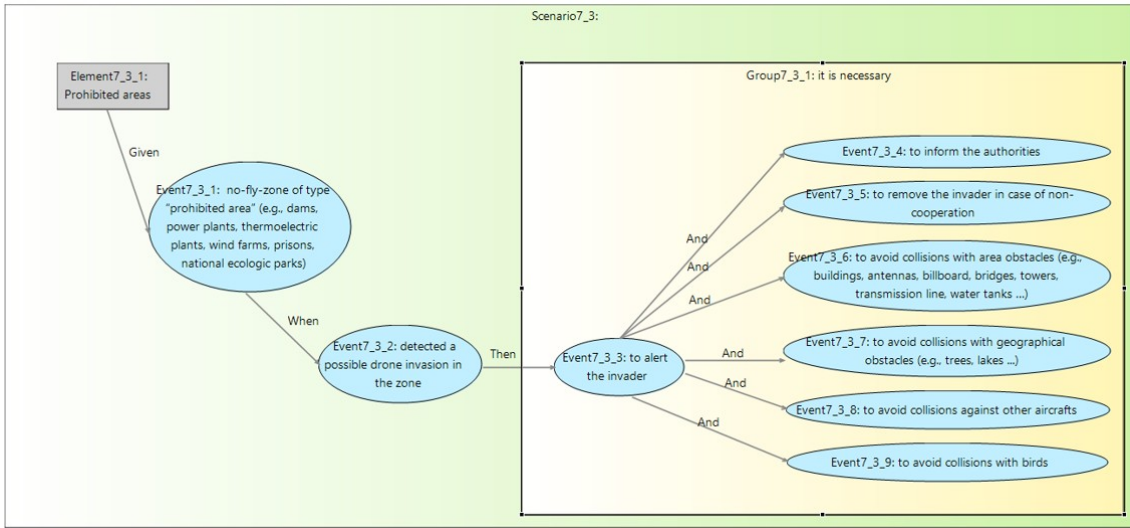 Scenario7_3:
Element7_3_1:
Prohibited areas
Given
Event7_3_1:  no-fly-zone of type
“prohibited area” (e.g., dams,
power plants, thermoelectric
plants, wind farms, prisons,
national ecologic parks)
When
Event7_3_2: detected a
possible drone invasion in
the zone
Then
Group7_3_1: it is necessary
Event7_3_3: to alert
the invader
And
Event7_3_4: to inform the authorities
And
Event7_3_5: to remove the invader in case of non-
cooperation
And
Event7_3_6: to avoid collisions with area obstacles (e.g.,
buildings, antennas, billboard, bridges, towers,
transmission line, water tanks ...)
And
Event7_3_7: to avoid collisions with geographical
obstacles (e.g., trees, lakes ...)
And
Event7_3_8: to avoid collisions against other aircrafts
And
Event7_3_9: to avoid collisions with birds